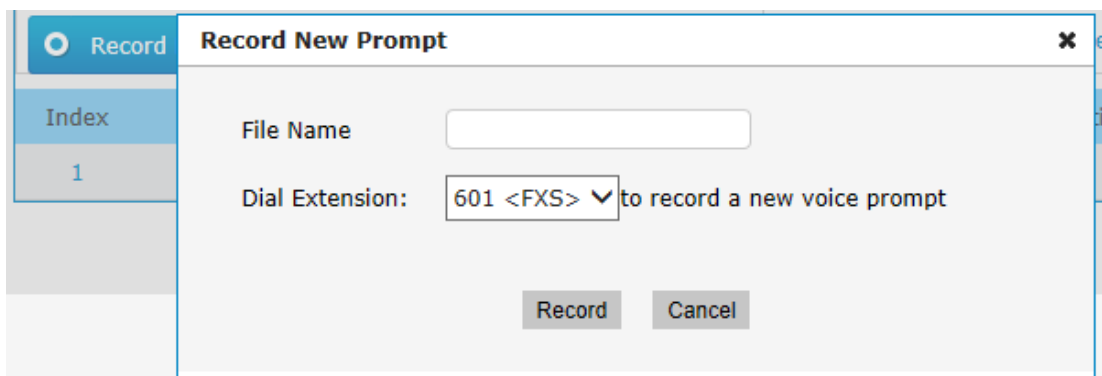 Record
Record New Prompt
Index
File Name
1
Dial Extension: 601 <FXS> to record a new voice prompt
Record Cancel